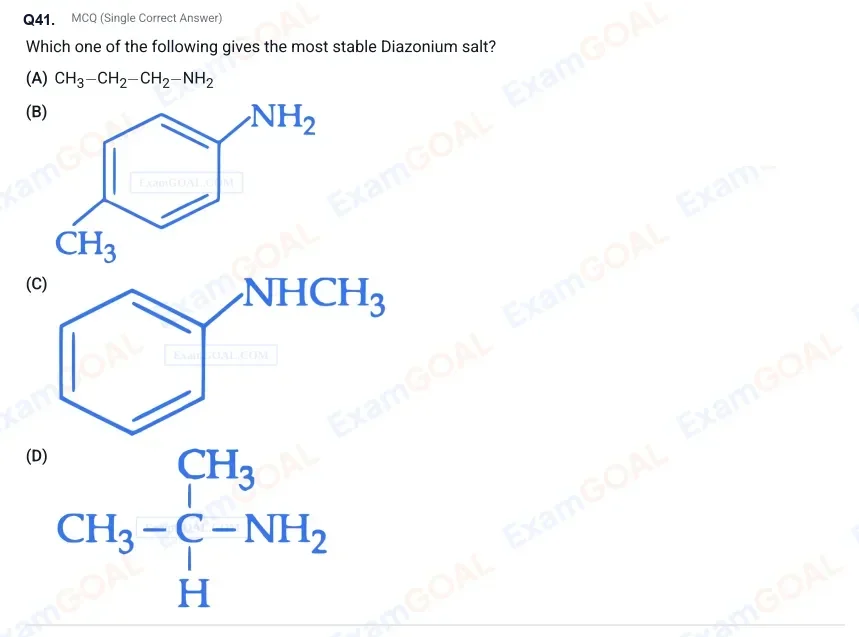 Q41. MCQ (Single Correct Answer)
Which one of the following gives the most stable Diazonium salt?
(A) CH₃–CH₂–CH₂–NH₂
(B)
NH₂
CH₃
(C)
NHCH₃
(D)
CH₃
CH₃–C–NH₂
H
ExamGOAL